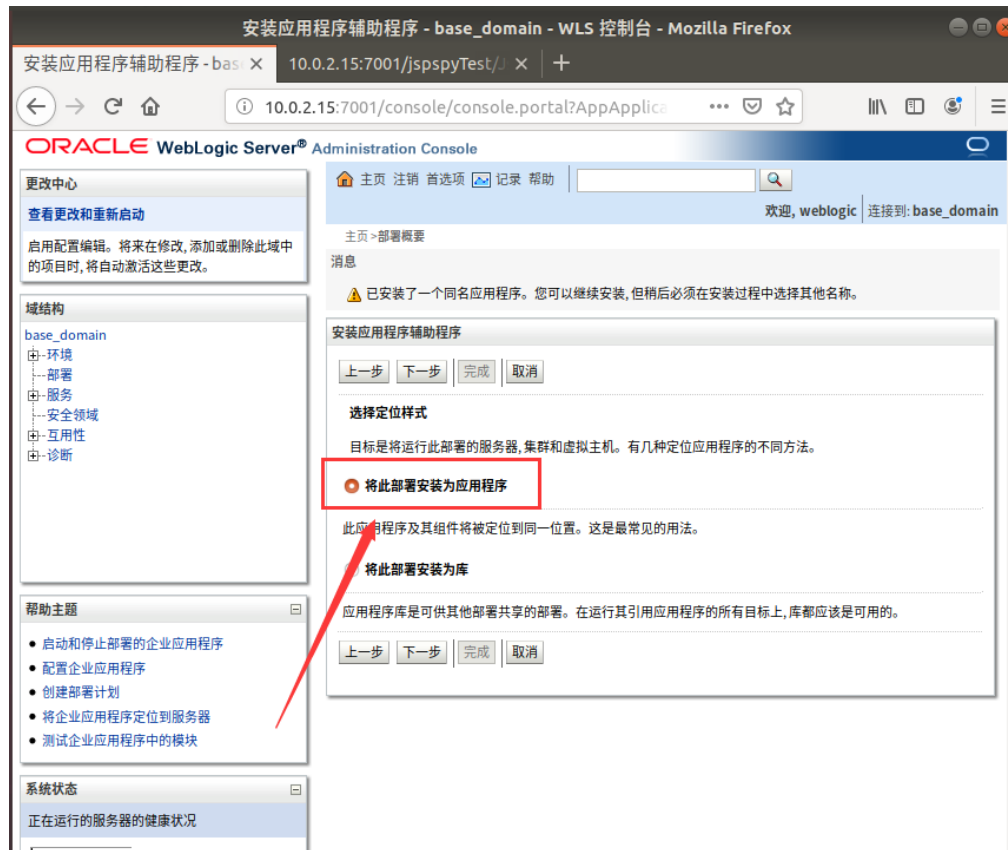 安装应用程序辅助程序 - base_domain - WLS 控制台 - Mozilla Firefox
安装应用程序辅助程序 - bas
10.0.2.15:7001/jspspyTest/J
10.0.2.15:7001/console/console.portal?AppApplica
ORACLE WebLogic Server® Administration Console
更改中心
查看更改和重新启动
启用配置编辑。将来在修改, 添加或删除此域中
的项目时, 将自动激活这些更改。
域结构
base_domain
环境
部署
服务
安全领域
互用性
诊断
帮助主题
启动和停止部署的企业应用程序
配置企业应用程序
创建部署计划
将企业应用程序定位到服务器
测试企业应用程序中的模块
系统状态
正在运行的服务器的健康状况
主页 注销 首选项 记录 帮助
欢迎, weblogic 连接到: base_domain
主页 >部署概要
消息
已安装了一个同名应用程序。您可以继续安装, 但稍后必须在安装过程中选择其他名称。
安装应用程序辅助程序
上一步 下一步 完成 取消
选择定位样式
目标是将运行此部署的服务器, 集群和虚拟主机。有几种定位应用程序的不同方法。
将此部署安装为应用程序
此应用程序及其组件将被定位到同一位置。这是最常见的用法。
将此部署安装为库
应用程序库是可供其他部署共享的部署。在运行其引用应用程序的所有目标上, 库都应该是可用的。
上一步 下一步 完成 取消